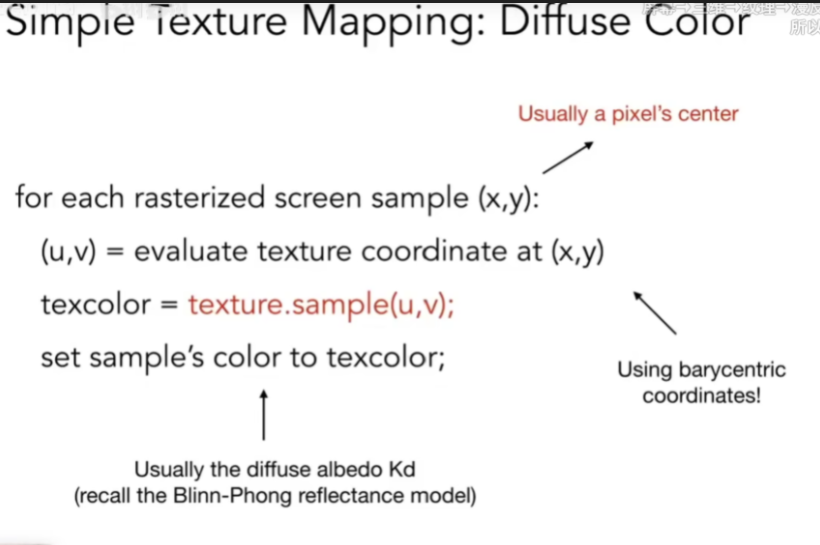 Simple Texture Mapping: Diffuse Color
所以
Usually a pixel's center
for each rasterized screen sample (x,y):
(u,v) = evaluate texture coordinate at (x,y)
texcolor = texture.sample(u,v);
set sample's color to texcolor;
Using barycentric
coordinates!
Usually the diffuse albedo Kd
(recall the Blinn-Phong reflectance model)